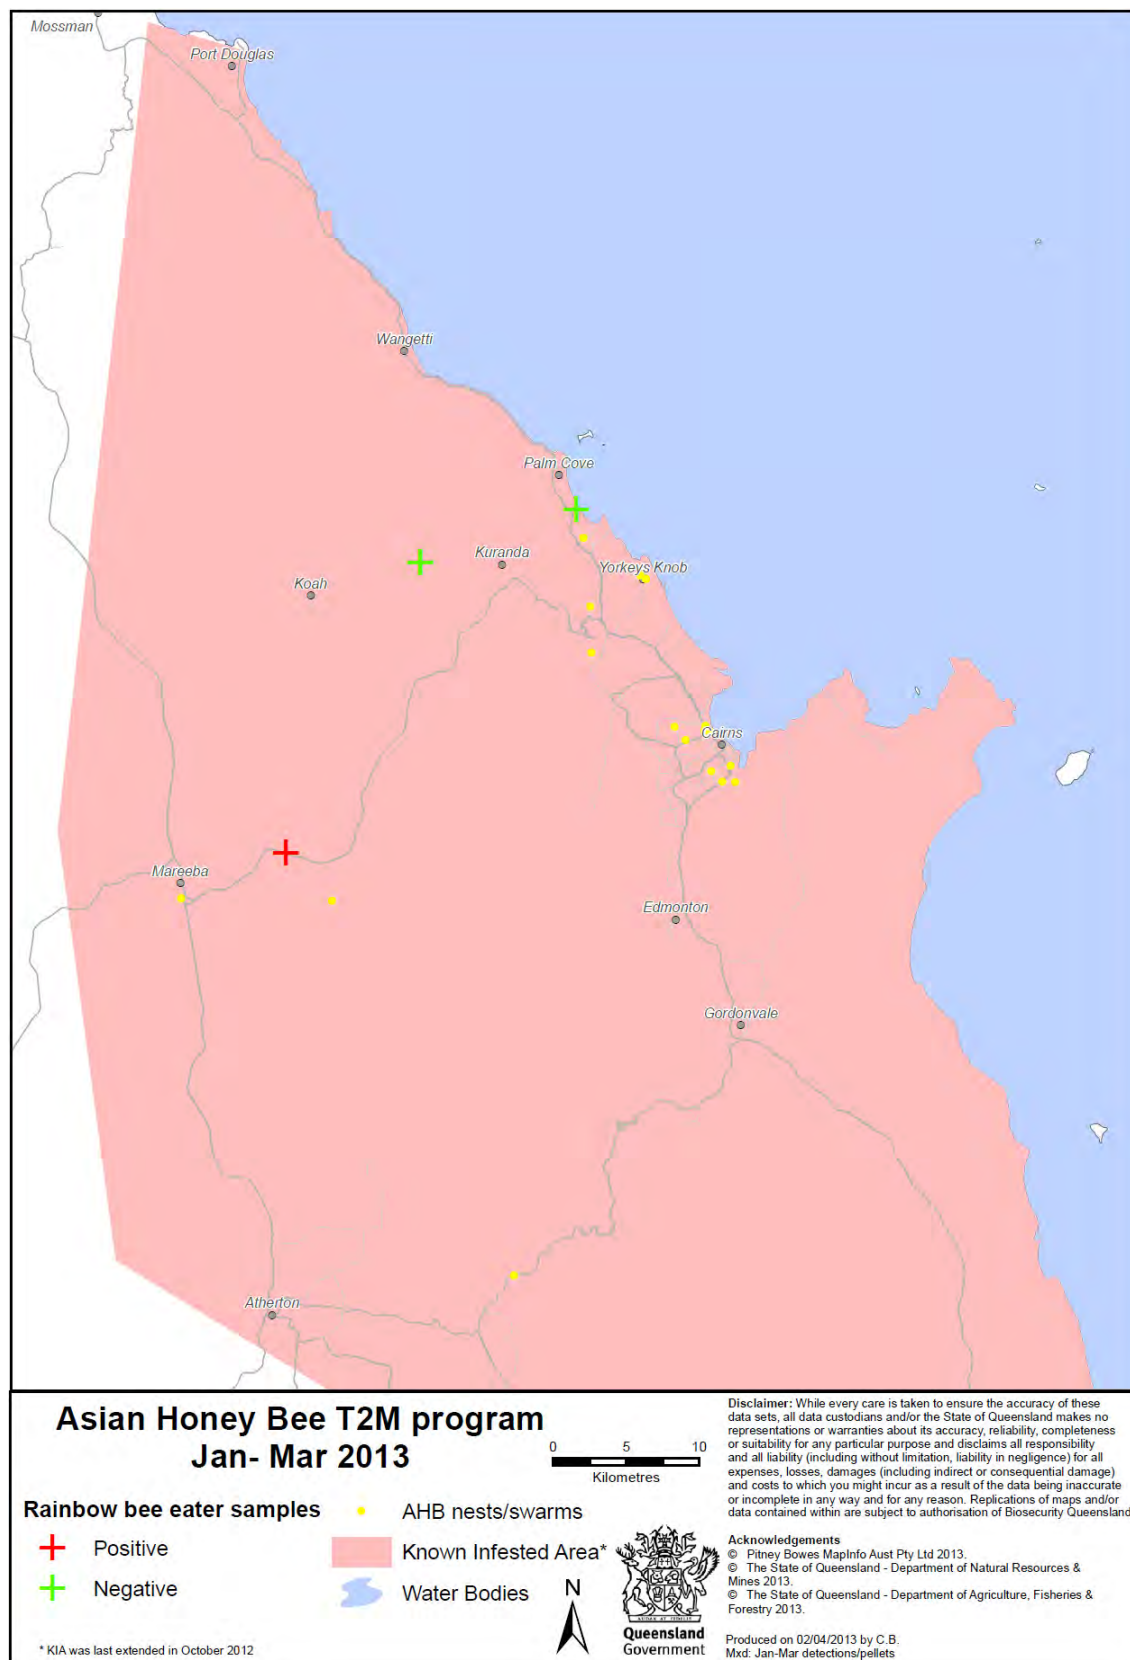 Mossman
Port Douglas
Wangetti
Palm Cove
Kuranda
Yorkeys Knob
Koah
Cairns
Mareeba
Edmonton
Gordonvale
Atherton
Asian Honey Bee T2M program
Jan- Mar 2013
0 5 10
Kilometres
Rainbow bee eater samples
Positive
Negative
AHB nests/swarms
Known Infested Area*
Water Bodies
N
Queensland
Government
* KIA was last extended in October 2012
Disclaimer: While every care is taken to ensure the accuracy of these
data sets, all data custodians and/or the State of Queensland makes no
representations or warranties about its accuracy, reliability, completeness
or suitability for any particular purpose and disclaims all responsibility
and all liability (including without limitation, liability in negligence) for all
expenses, losses, damages (including indirect or consequential damage)
and costs to which you might incur as a result of the data being inaccurate
or incomplete in any way and for any reason. Replications of maps and/or
data contained within are subject to authorisation of Biosecurity Queensland
Acknowledgements
© Pitney Bowes MapInfo Aust Pty Ltd 2013.
© The State of Queensland - Department of Natural Resources &
Mines 2013.
© The State of Queensland - Department of Agriculture, Fisheries &
Forestry 2013.
Produced on 02/04/2013 by C.B.
Mxd: Jan-Mar detections/pellets